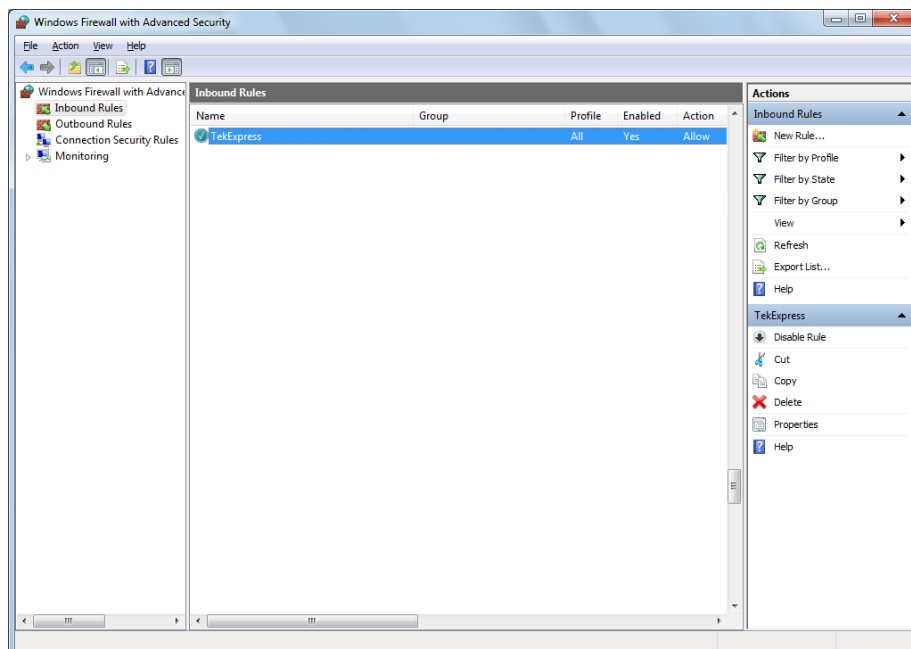 Windows Firewall with Advanced Security
File Action View Help
Windows Firewall with Advance
Inbound Rules
Outbound Rules
Connection Security Rules
Monitoring
Inbound Rules
Name Group Profile Enabled Action
TekExpress All Yes Allow
Actions
Inbound Rules
New Rule...
Filter by Profile
Filter by State
Filter by Group
View
Refresh
Export List...
Help
TekExpress
Disable Rule
Cut
Copy
Delete
Properties
Help